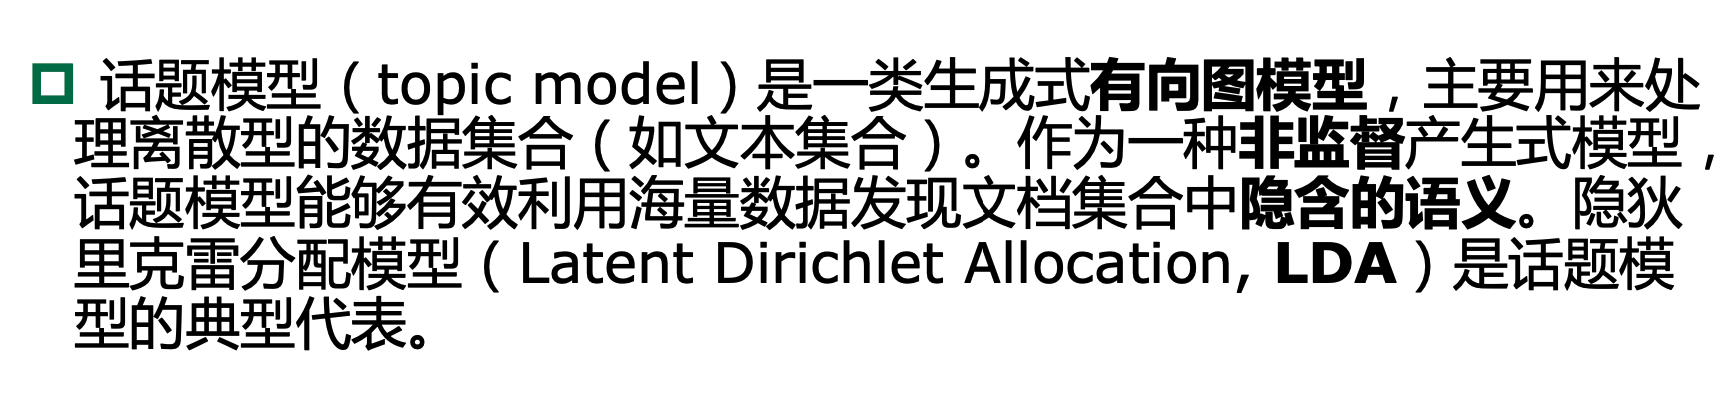 话题模型（topic model）是一类生成式有向图模型，主要用来处
理离散型的数据集合（如文本集合）。作为一种非监督产生式模型，
话题模型能够有效利用海量数据发现文档集合中隐含的语义。隐狄
里克雷分配模型（Latent Dirichlet Allocation, LDA）是话题模
型的典型代表。